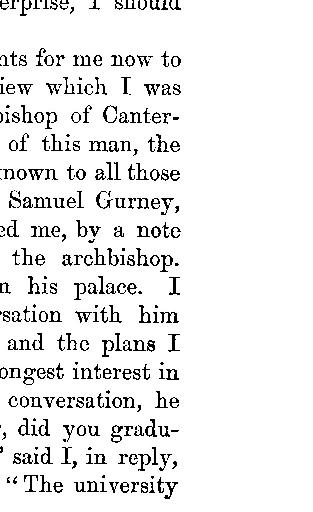 erprise, I should
nts for me now to
iew which I was
bishop of Canter-
of this man, the
nown to all those
Samuel Gurney,
ed me, by a note
the archbishop.
n his palace. I
rsation with him
and the plans I
ongest interest in
conversation, he
, did you gradu-
" said I, in reply,
"The university